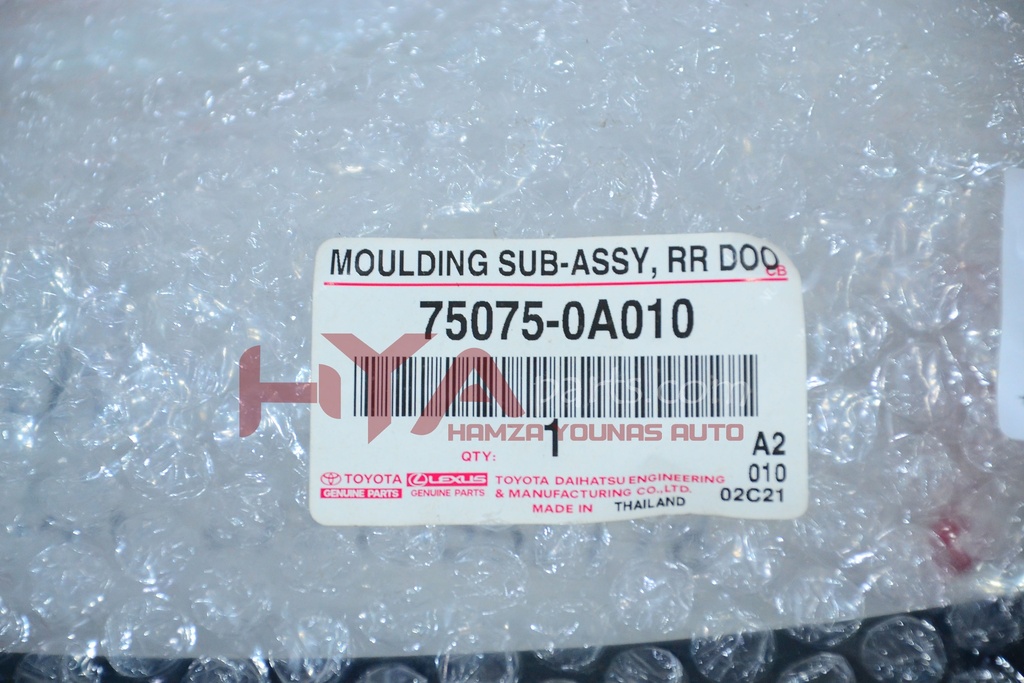 MOULDING SUB-ASSY, RR DOO
CB
75075-0A010
HYA parts.com
HAMZA YOUNAS AUTO
QTY: 1
A2
010
02C21
TOYOTA
GENUINE PARTS
LEXUS
GENUINE PARTS
TOYOTA DAIHATSU ENGINEERING
& MANUFACTURING CO.,LTD.
MADE IN THAILAND